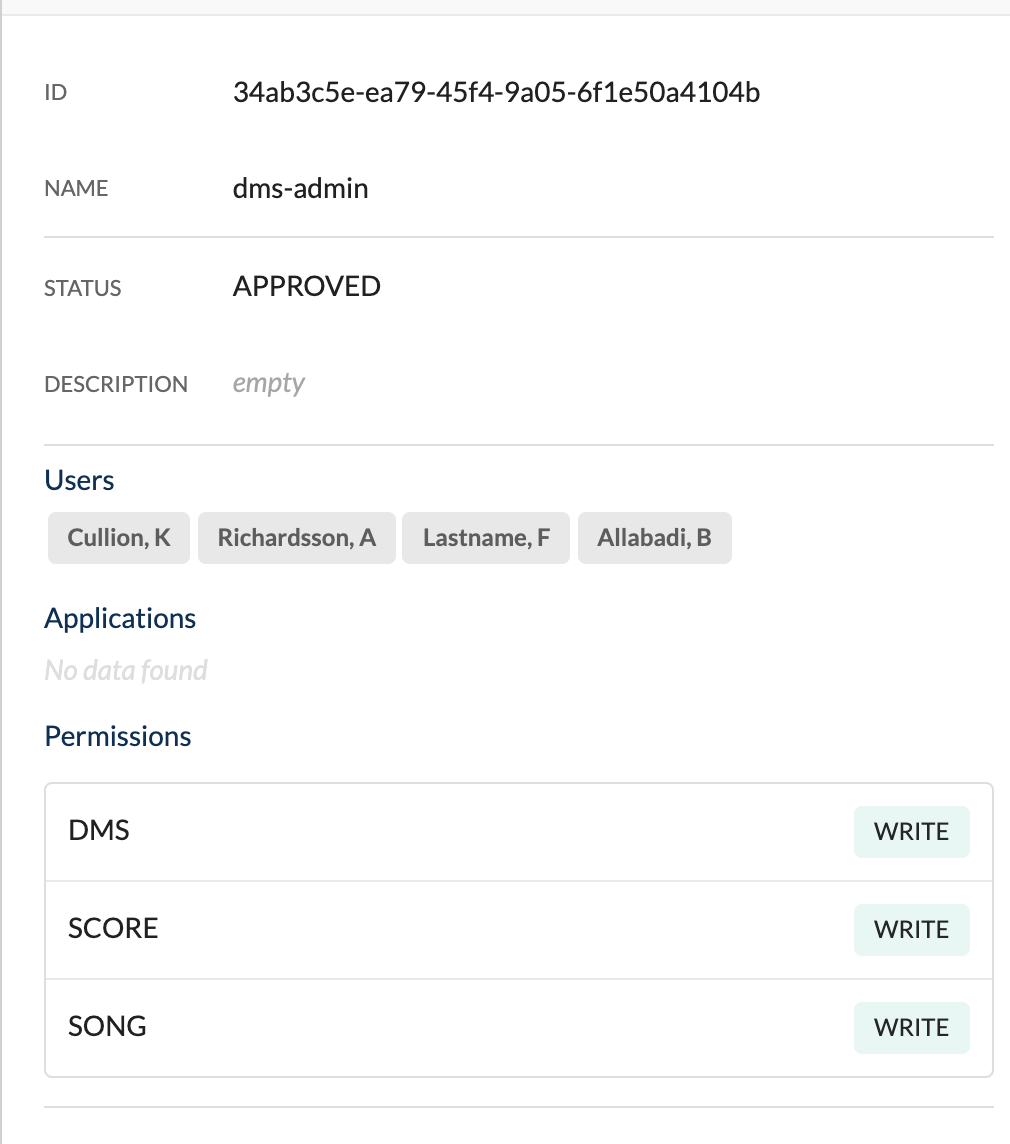 ID 34ab3c5e-ea79-45f4-9a05-6f1e50a4104b
NAME dms-admin
STATUS APPROVED
DESCRIPTION empty
Users
Cullion, K Richardsson, A Lastname, F Allabadi, B
Applications
No data found
Permissions
DMS WRITE
SCORE WRITE
SONG WRITE